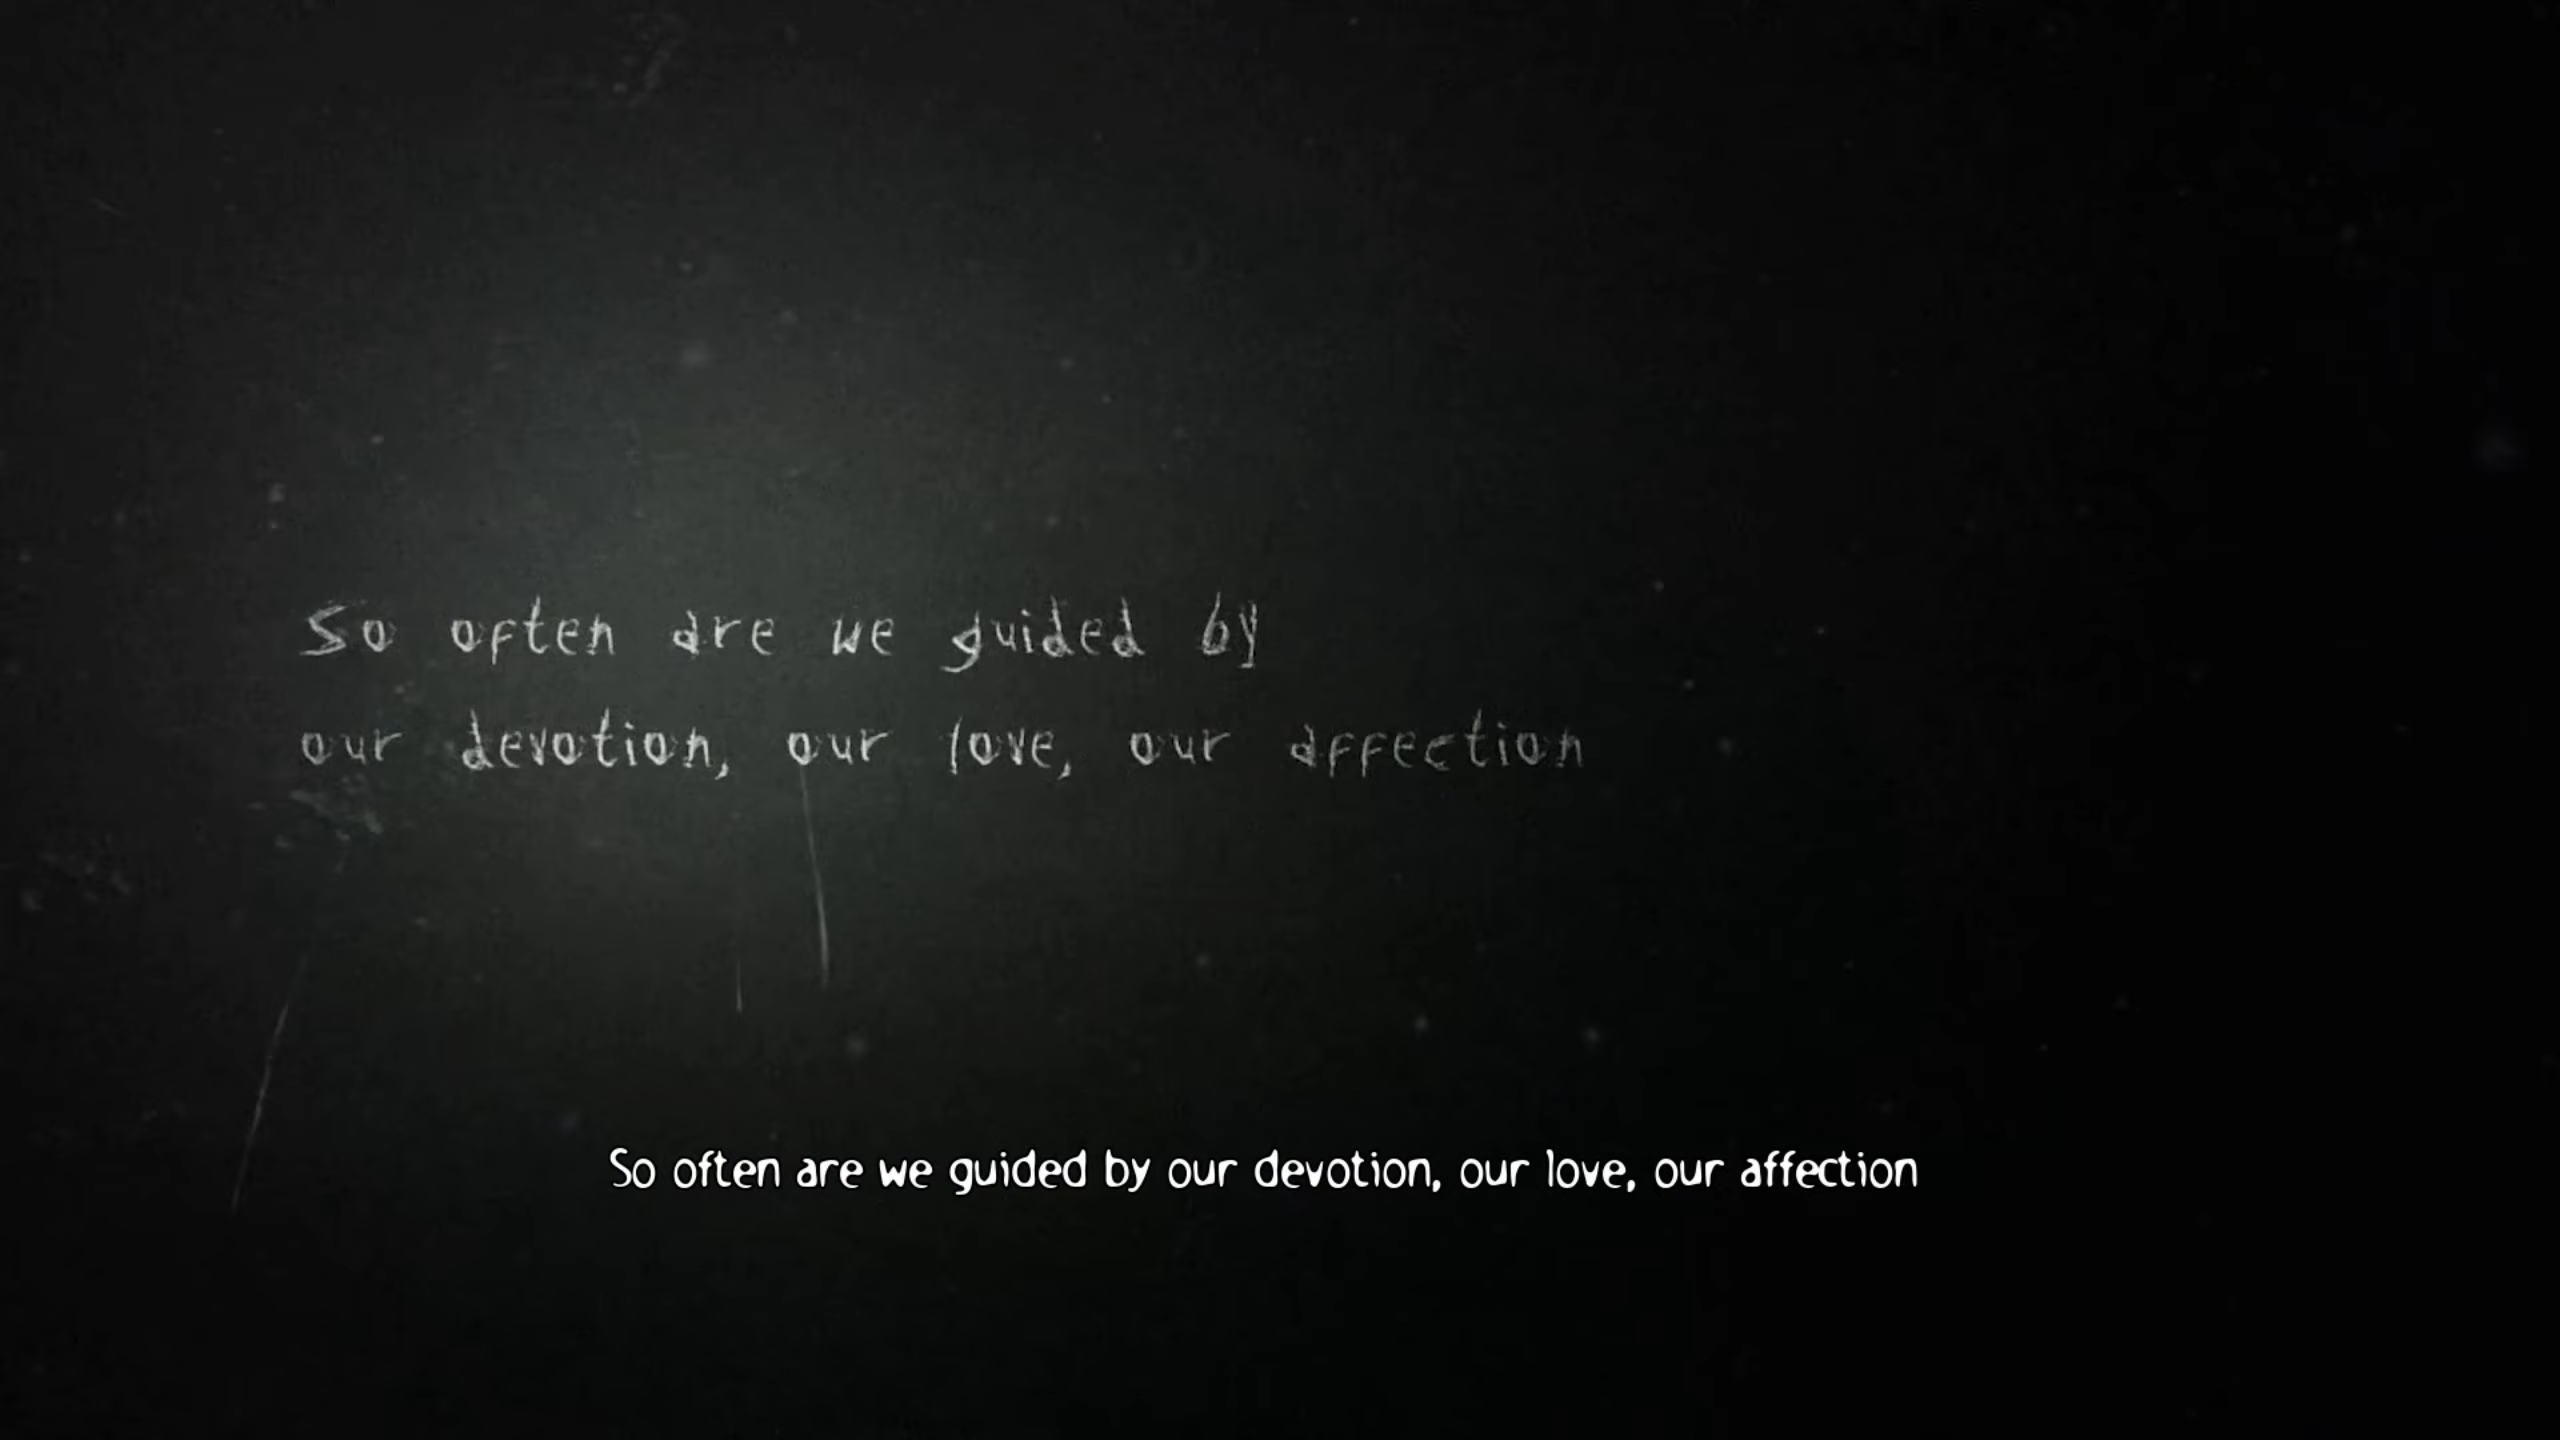 So often are we guided by
our devotion, our love, our affection
So often are we guided by our devotion, our love, our affection